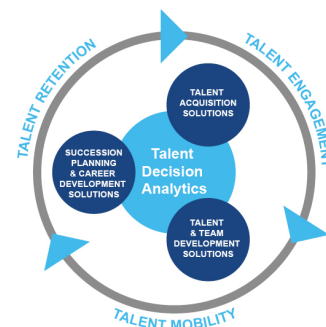 TALENT RETENTION
TALENT ENGAGEMENT
TALENT
ACQUISITION
SOLUTIONS
SUCCESSION
PLANNING
& CAREER
DEVELOPMENT
SOLUTIONS
Talent
Decision
Analytics
TALENT
& TEAM
DEVELOPMENT
SOLUTIONS
TALENT MOBILITY